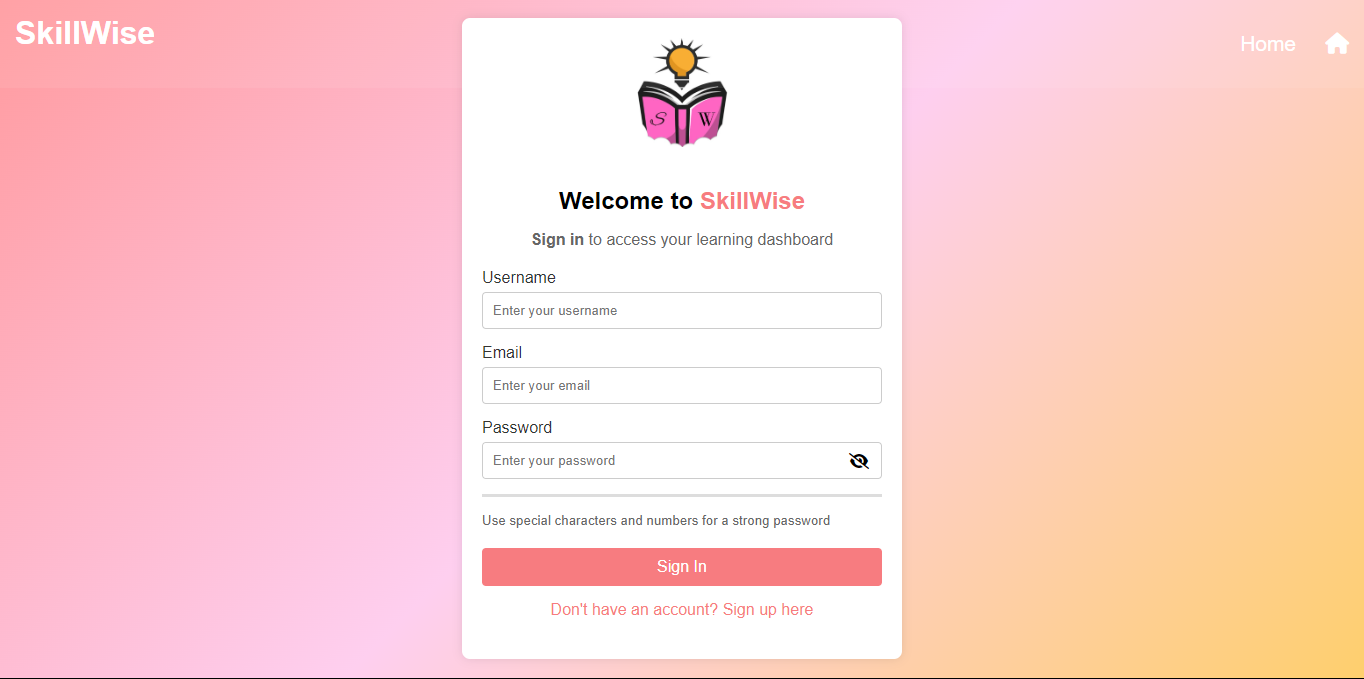 SkillWise
Home
S W
Welcome to SkillWise
Sign in to access your learning dashboard
Username
Enter your username
Email
Enter your email
Password
Enter your password
Use special characters and numbers for a strong password
Sign In
Don't have an account? Sign up here